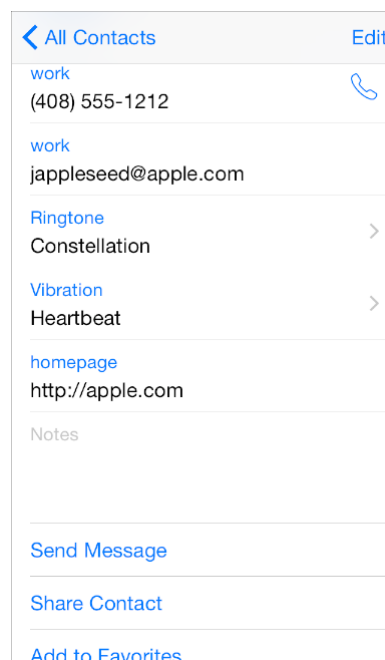 All Contacts
Edit
work
(408) 555-1212
work
jappleseed@apple.com
Ringtone
Constellation
Vibration
Heartbeat
homepage
http://apple.com
Notes
Send Message
Share Contact
Add to Favorites